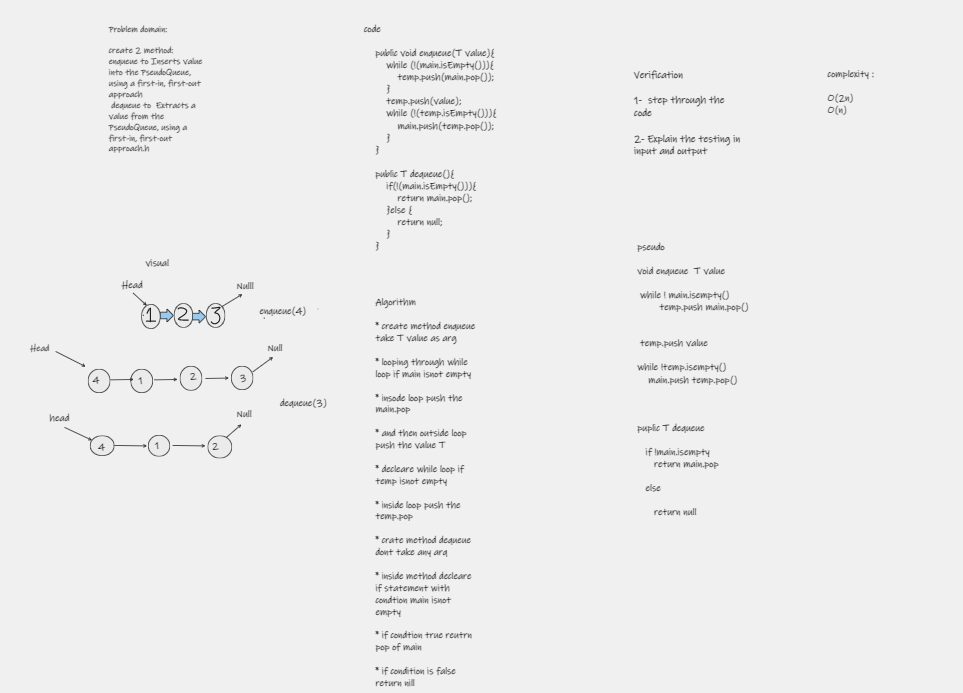 Problem domain:
create 2 method:
enqueue to Inserts value
into the PseudoQueue,
using a first-in, first-out
approach
dequeue to Extracts a
value from the
PseudoQueue, using a
first-in, first-out
approach.h
visual
Head
Nulll
1
2
3
enqueue(4)
Head
Null
4
1
2
3
dequeue(3)
head
Null
4
1
2
code
public void enqueue(T value){
while (!(main.isEmpty())){
temp.push(main.pop());
}
temp.push(value);
while (!(temp.isEmpty())){
main.push(temp.pop());
}
}
public T dequeue(){
if(!(main.isEmpty())){
return main.pop();
}else {
return null;
}
}
Algorithm
* create method enqueue
take T value as arg
* looping through while
loop if main isnot empty
* insode loop push the
main.pop
* and then outside loop
push the value T
* decleare while loop if
temp isnot empty
* inside loop push the
temp.pop
* crate method dequeue
dont take any arg
* inside method decleare
if statement with
condtion main isnot
empty
* if condtion true reutrn
pop of main
* if condition is false
return nill
Verification
1- step through the
code
2- Explain the testing in
input and output
complexity :
O(2n)
O(n)
pseudo
void enqueue T value
while ! main.isempty()
temp.push main.pop()
temp.push value
while !temp.isempty()
main.push temp.pop()
puplic T dequeue
if !main.isempty
return main.pop
else
return null